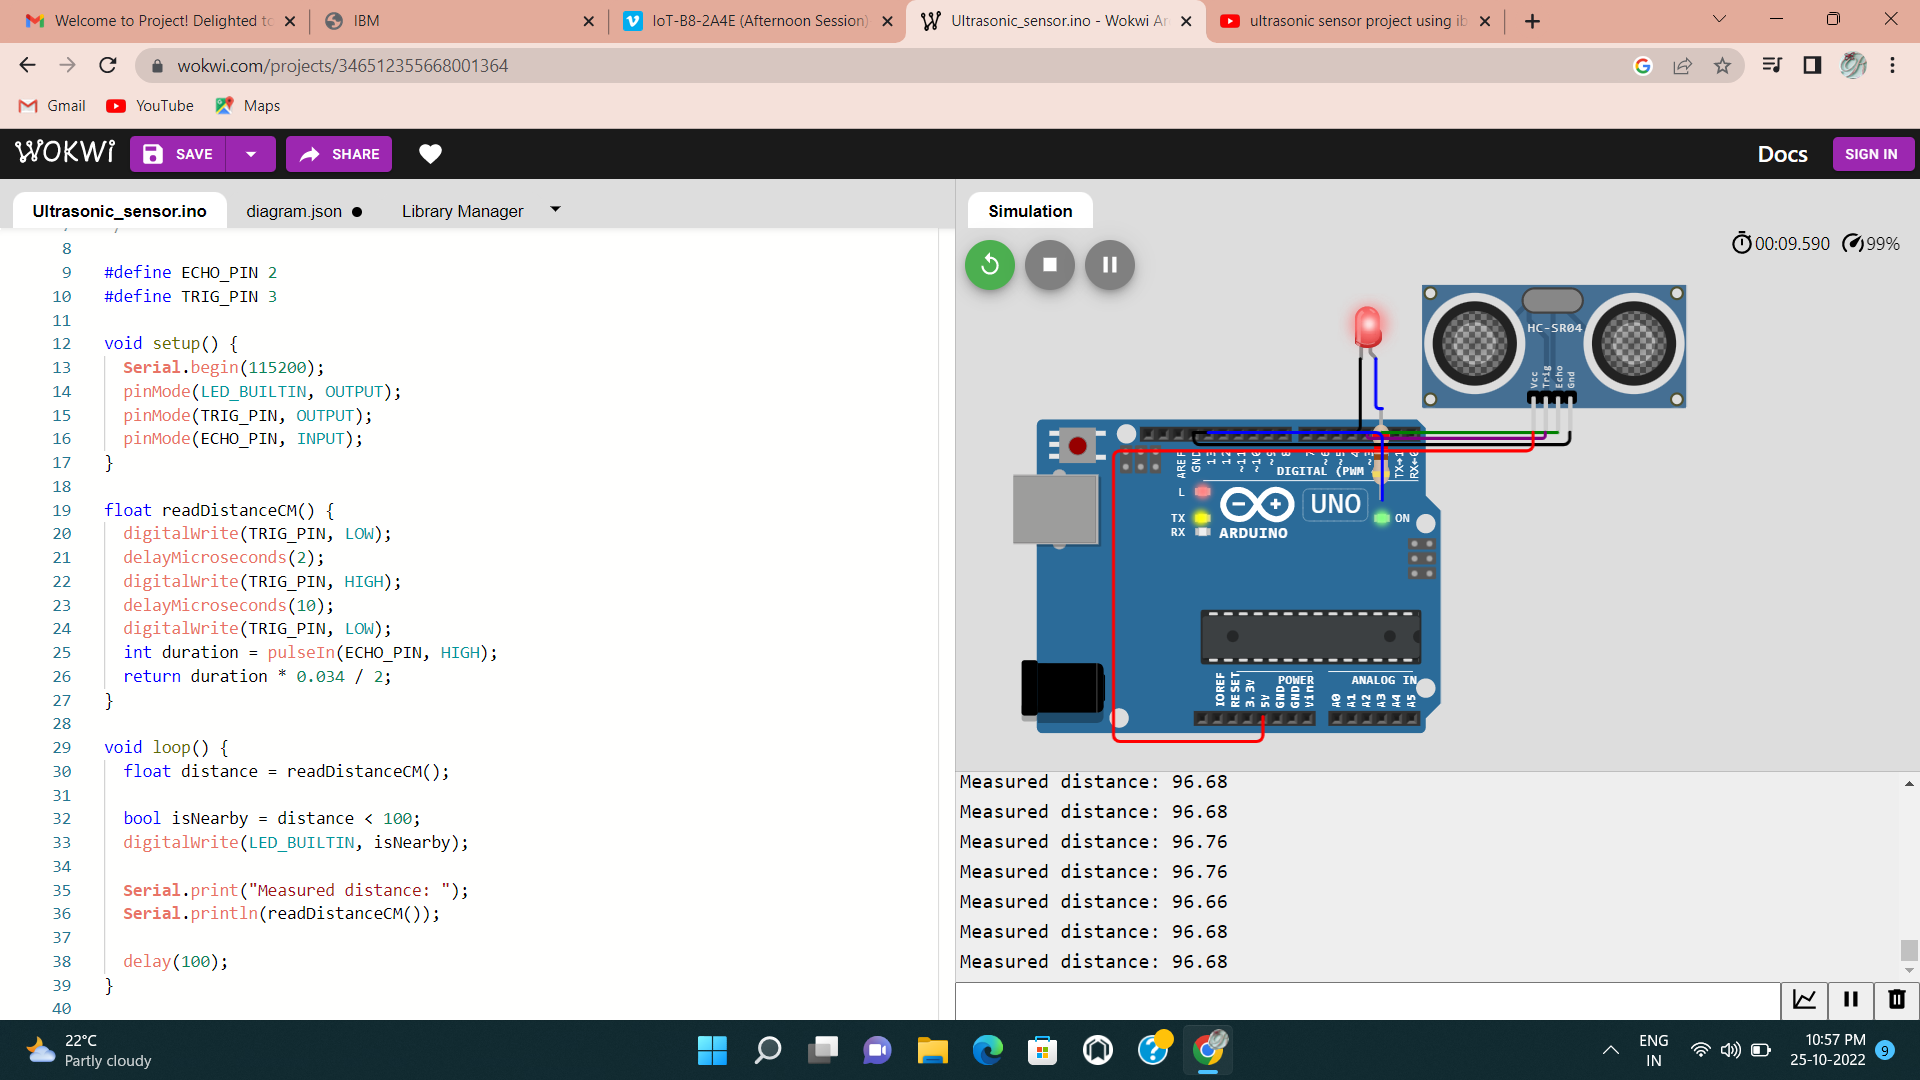 Welcome to Project! Delighted to
IBM
IoT-B8-2A4E (Afternoon Session)
Ultrasonic_sensor.ino - Wokwi Ar
ultrasonic sensor project using ib
wokwi.com/projects/346512355668001364
Gmail
YouTube
Maps
WOKWi
SAVE
SHARE
Docs
SIGN IN
Ultrasonic_sensor.ino
diagram.json
Library Manager
8
9 #define ECHO_PIN 2
10 #define TRIG_PIN 3
11
12 void setup() {
13 Serial.begin(115200);
14 pinMode(LED_BUILTIN, OUTPUT);
15 pinMode(TRIG_PIN, OUTPUT);
16 pinMode(ECHO_PIN, INPUT);
17 }
18
19 float readDistanceCM() {
20 digitalWrite(TRIG_PIN, LOW);
21 delayMicroseconds(2);
22 digitalWrite(TRIG_PIN, HIGH);
23 delayMicroseconds(10);
24 digitalWrite(TRIG_PIN, LOW);
25 int duration = pulseIn(ECHO_PIN, HIGH);
26 return duration * 0.034 / 2;
27 }
28
29 void loop() {
30 float distance = readDistanceCM();
31
32 bool isNearby = distance < 100;
33 digitalWrite(LED_BUILTIN, isNearby);
34
35 Serial.print("Measured distance: ");
36 Serial.println(readDistanceCM());
37
38 delay(100);
39 }
40
Simulation
00:09.590 99%
HC-SR04
Vcc
Trig
Echo
Gnd
AREF
GND
13
12
~11
~10
~9
8
7
~6
~5
4
~3
TX→1
DIGITAL (PWM
L
TX
RX
UNO
ARDUINO
ON
IOREF
RESET
3.3V
5V
GND
GND
Vin
POWER
ANALOG IN
A0
A1
A2
A3
A4
A5
Measured distance: 96.68
Measured distance: 96.68
Measured distance: 96.76
Measured distance: 96.76
Measured distance: 96.66
Measured distance: 96.68
Measured distance: 96.68
22°C
Partly cloudy
ENG
IN
10:57 PM
25-10-2022
9